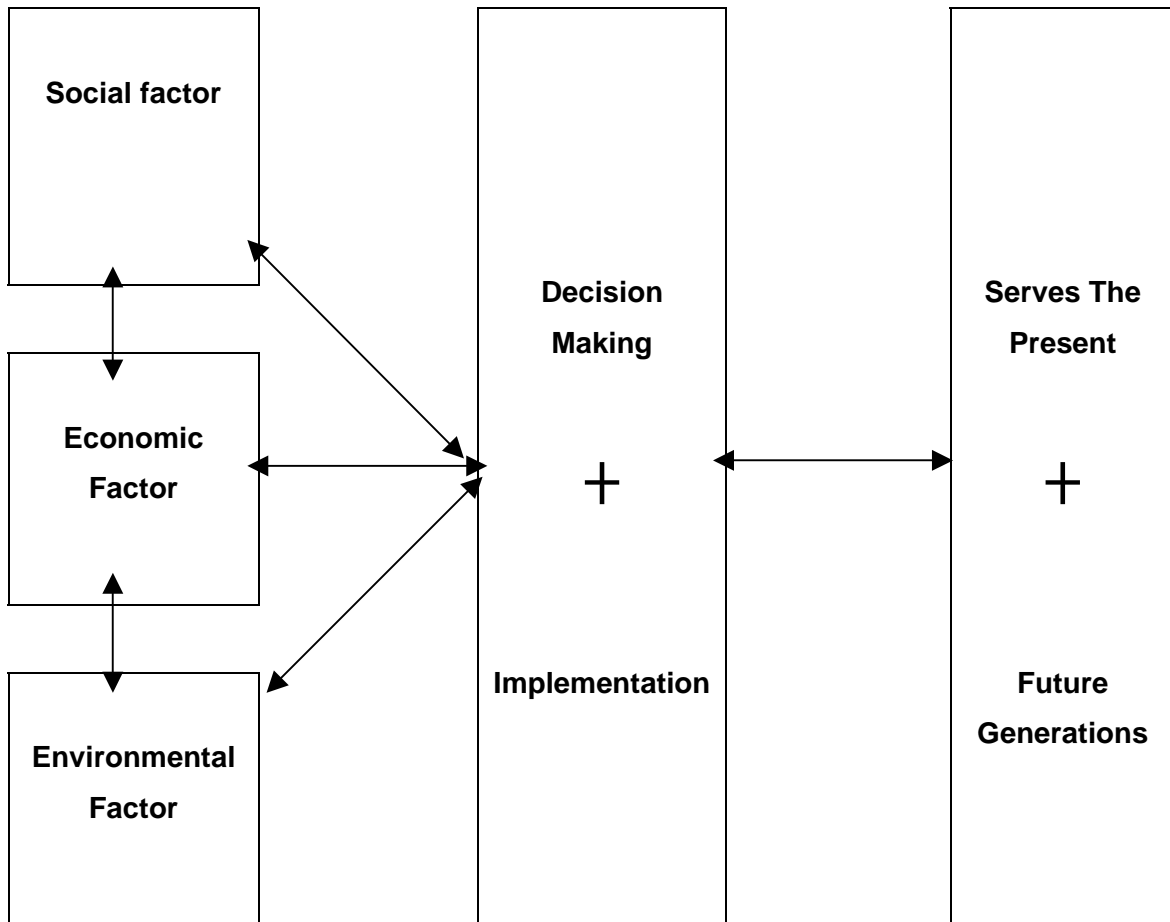 Social factor
Economic
Factor
Environmental
Factor
Decision
Making
+
Implementation
Serves The
Present
+
Future
Generations